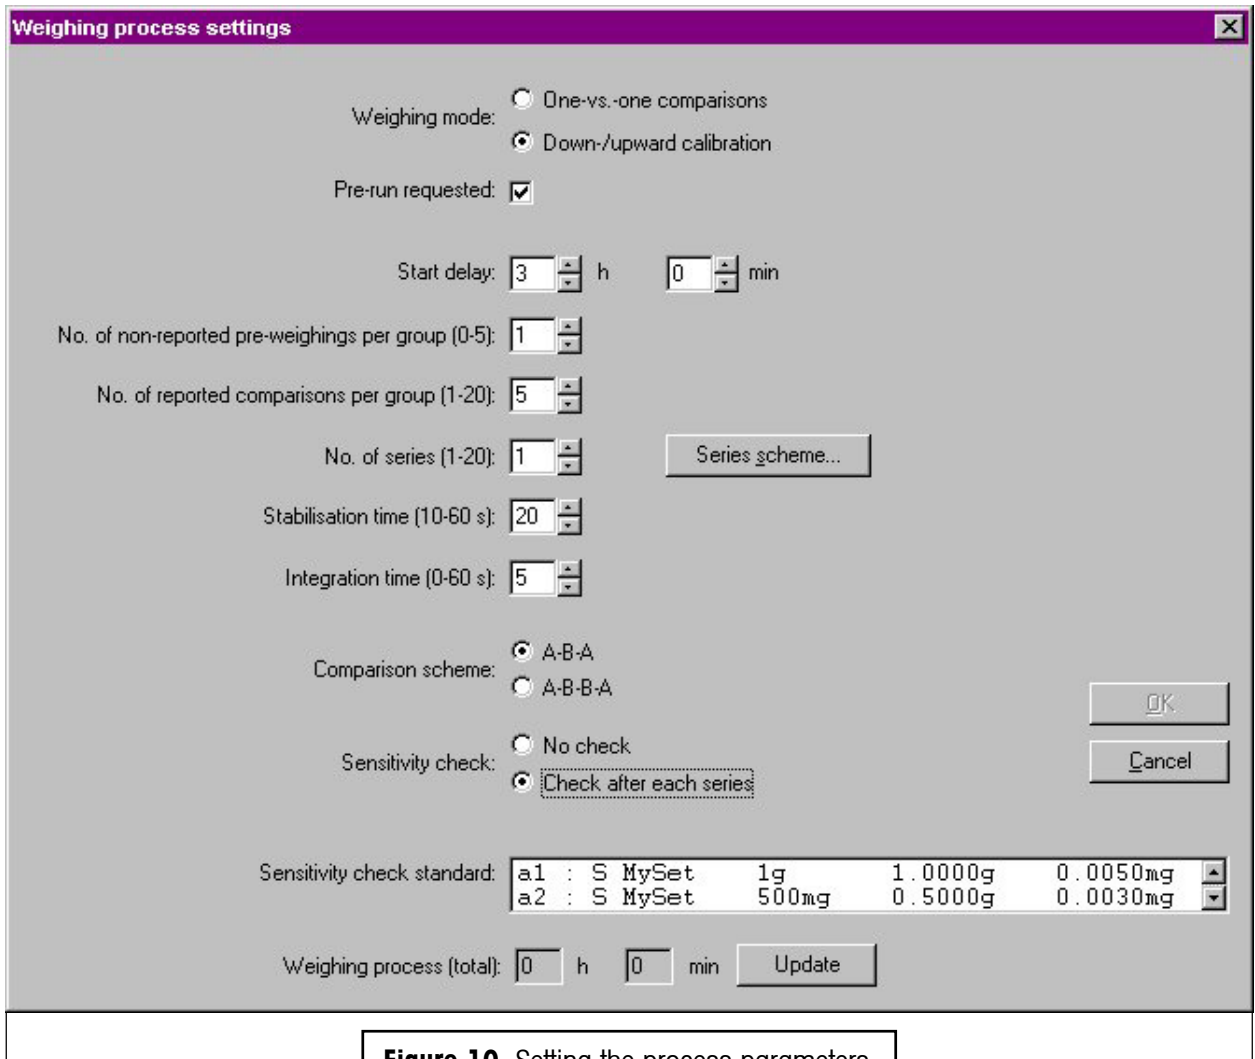 Weighing process settings
Weighing mode:
One-vs.-one comparisons
Down-/upward calibration
Pre-run requested:
Start delay: 3 h 0 min
No. of non-reported pre-weighings per group (0-5): 1
No. of reported comparisons per group (1-20): 5
No. of series (1-20): 1 Series scheme...
Stabilisation time (10-60 s): 20
Integration time (0-60 s): 5
Comparison scheme:
A-B-A
A-B-B-A
OK
Sensitivity check:
No check
Check after each series
Cancel
Sensitivity check standard:
a1 : S MySet 1g 1.0000g 0.0050mg
a2 : S MySet 500mg 0.5000g 0.0030mg
Weighing process (total): 0 h 0 min Update
Figure 10. Setting the process parameters